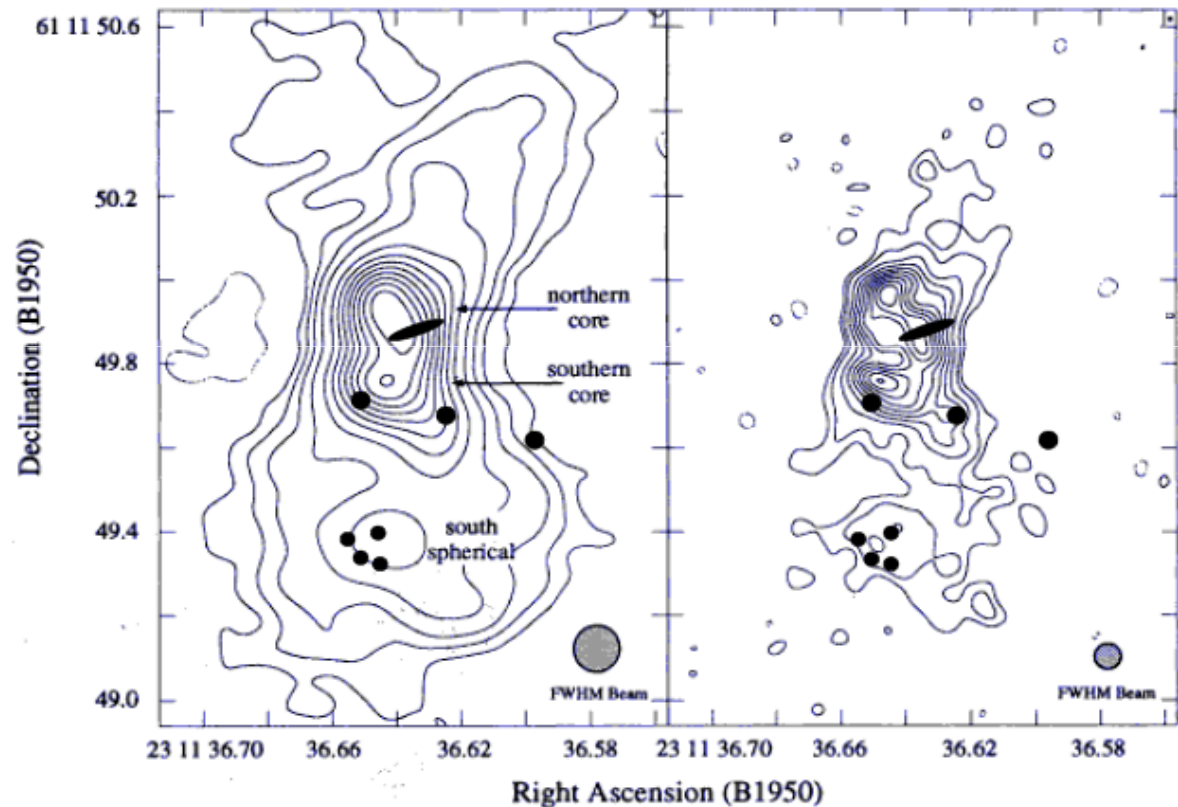 61 11 50.6
50.2
49.8
49.4
49.0
Declination (B1950)
northern
core
southern
core
south
spherical
FWHM Beam
FWHM Beam
23 11 36.70
36.66
36.62
36.58
23 11 36.70
36.66
36.62
36.58
Right Ascension (B1950)